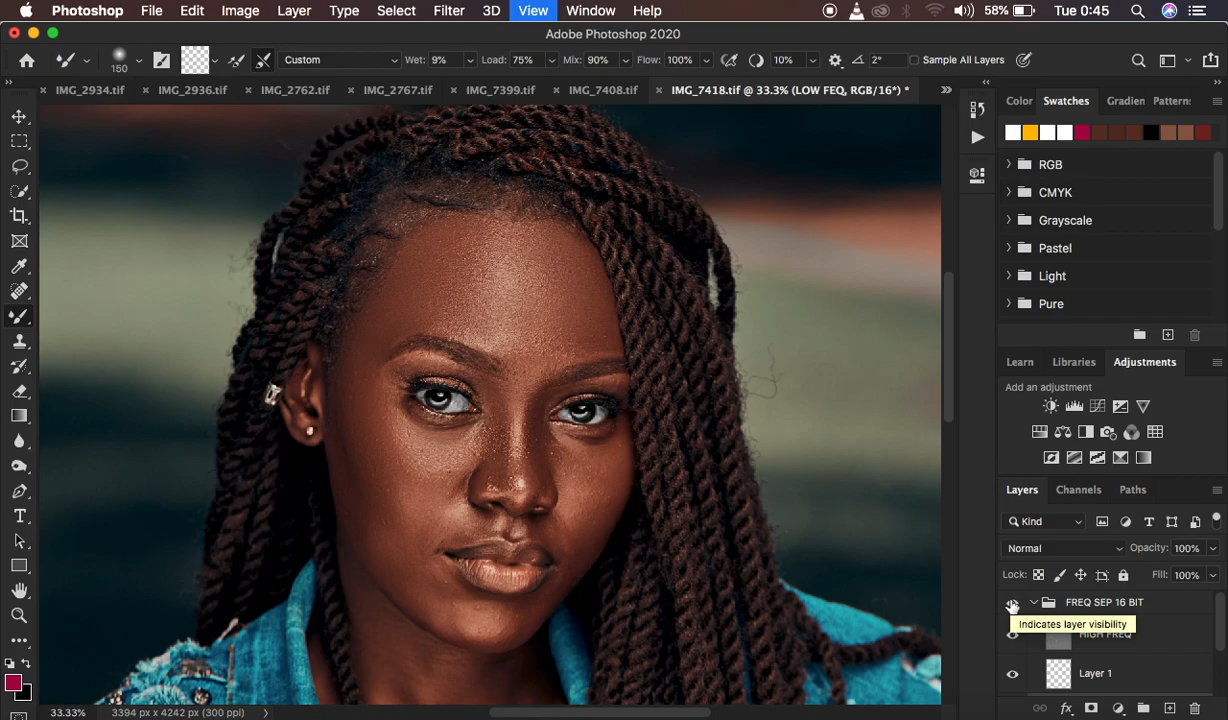 Photoshop File Edit Image Layer Type Select Filter 3D View Window Help 58% Tue 0:45
Adobe Photoshop 2020
150 Custom Wet: 9% Load: 75% Mix: 90% Flow: 100% 10% 2° Sample All Layers
IMG_2934.tif IMG_2936.tif IMG_2762.tif IMG_2767.tif IMG_7399.tif IMG_7408.tif IMG_7418.tif @ 33.3% (LOW FEQ, RGB/16*) *
Color Swatches Gradien Pattern:
RGB
CMYK
Grayscale
Pastel
Light
Pure
Learn Libraries Adjustments
Add an adjustment
Layers Channels Paths
Kind
Normal Opacity: 100%
Lock: Fill: 100%
FREQ SEP 16 BIT
Indicates layer visibility
HIGH FREQ
Layer 1
33.33% 3394 px x 4242 px (300 ppi)